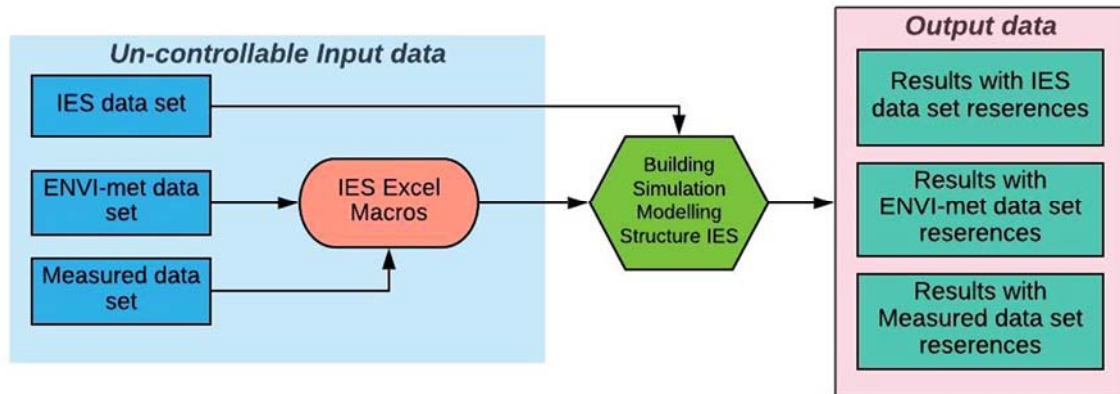 Un-controllable Input data
IES data set
ENVI-met data
set
Measured data
set
IES Excel
Macros
Building
Simulation
Modelling
Structure IES
Output data
Results with IES
data set reserences
Results with
ENVI-met data set
reserences
Results with
Measured data set
reserences